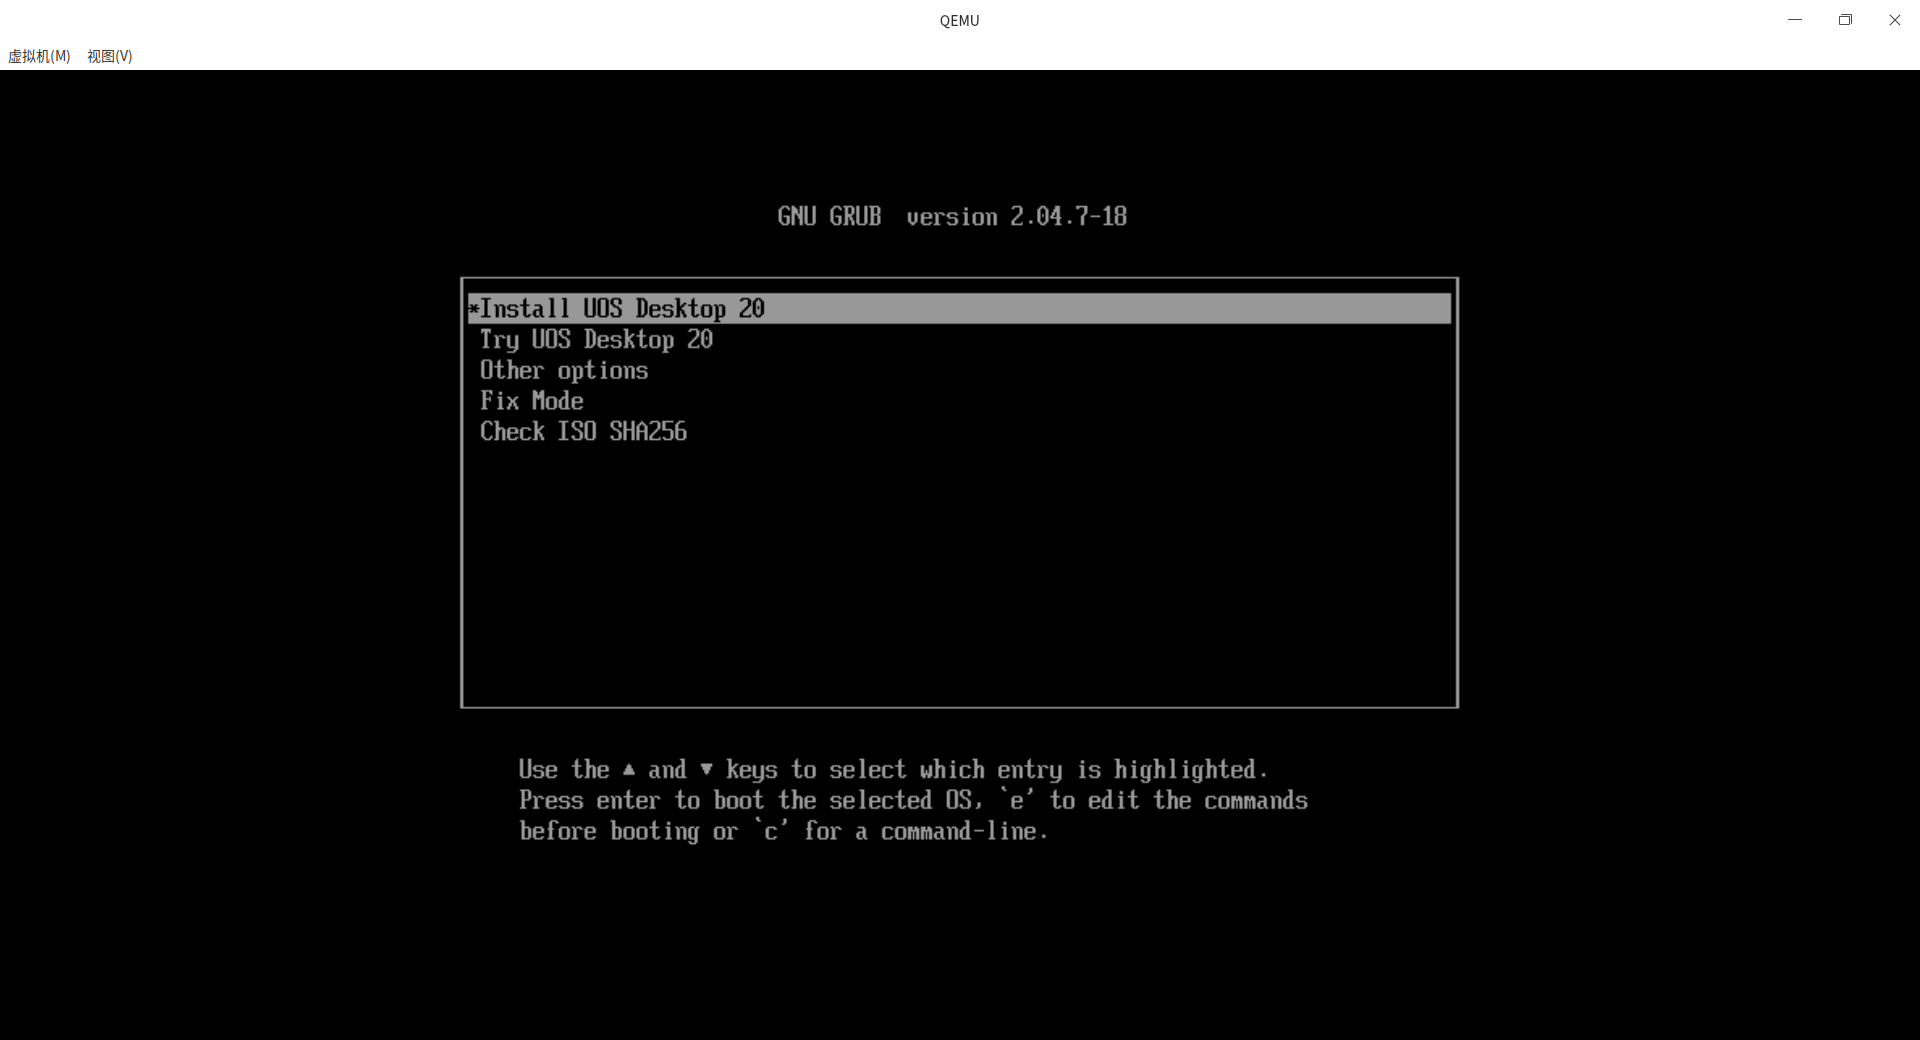 QEMU
虚拟机(M) 视图(V)
GNU GRUB  version 2.04.7-18
*Install UOS Desktop 20
Try UOS Desktop 20
Other options
Fix Mode
Check ISO SHA256
Use the ▲ and ▼ keys to select which entry is highlighted.
Press enter to boot the selected OS, `e' to edit the commands
before booting or `c' for a command-line.